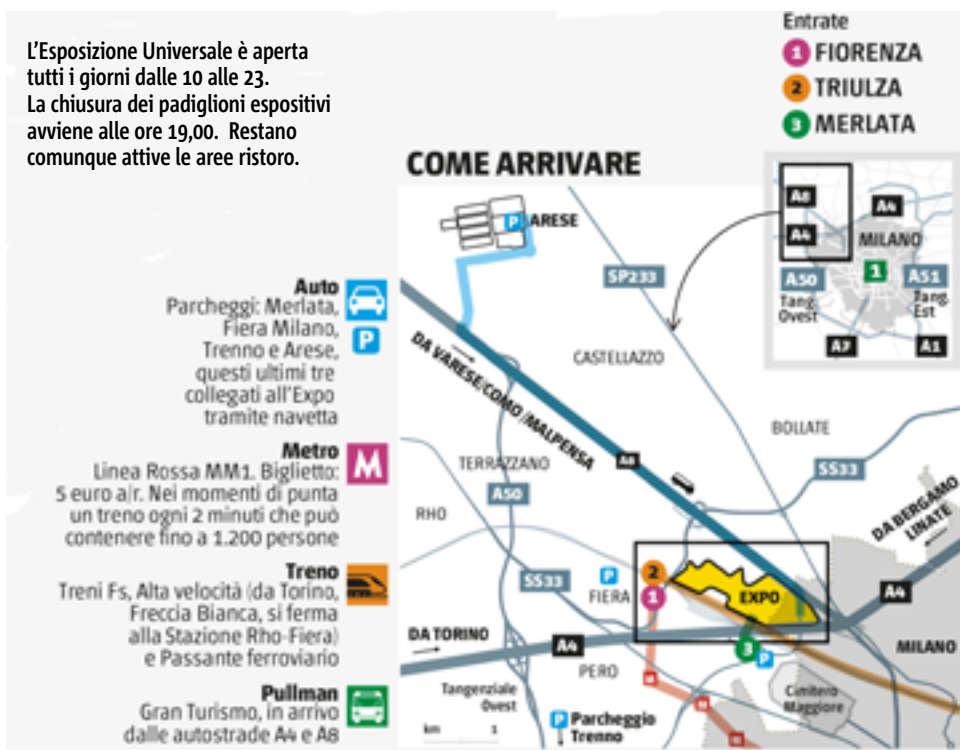 L'Esposizione Universale è aperta
tutti i giorni dalle 10 alle 23.
La chiusura dei padiglioni espositivi
avviene alle ore 19,00. Restano
comunque attive le aree ristoro.
Entrate
1 FIORENZA
2 TRIULZA
3 MERLATA
COME ARRIVARE
P ARESE
SP233
A8
A4
A4
MILANO
A50
1
A51
Tang.
Ovest
Tang.
Est
A7
A1
Auto
Parcheggi: Merlata,
Fiera Milano,
Trenno e Arese,
questi ultimi tre
collegati all'Expo
tramite navetta
P
Metro
Linea Rossa MM1. Biglietto:
5 euro a/r. Nei momenti di punta
un treno ogni 2 minuti che può
contenere fino a 1.200 persone
M
Treno
Treni Fs, Alta velocità (da Torino,
Freccia Bianca, si ferma
alla Stazione Rho-Fiera)
e Passante ferroviario
Pullman
Gran Turismo, in arrivo
dalle autostrade A4 e A8
DA VARESE/COMO/MALPENSA
CASTELLAZZO
BOLLATE
TERRAZZANO
A8
SS33
A50
RHO
DA BERGAMO
LINATE
SS33
P
FIERA
2
1
EXPO
A4
DA TORINO
A4
3
P
MILANO
PERO
Tangenziale
Ovest
M
M
M
Cimitero
Maggiore
km 1
P Parcheggio
Trenno